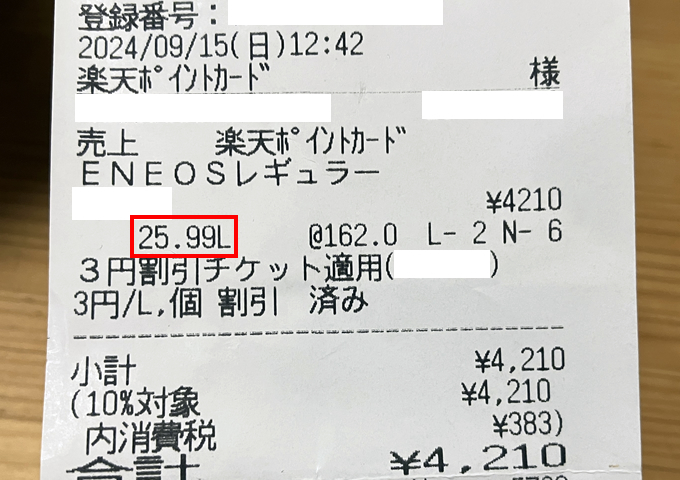 登録番号：
2024/09/15(日)12:42
楽天ﾎﾟｲﾝﾄｶｰﾄﾞ 様
売上 楽天ﾎﾟｲﾝﾄｶｰﾄﾞ
ＥＮＥＯＳレギュラー
¥4210
25.99L @162.0 L- 2 N- 6
３円割引チケット適用( )
3円/L,個 割引 済み
小計 ¥4,210
(10%対象 ¥4,210
内消費税 ¥383)
合計 ¥4,210